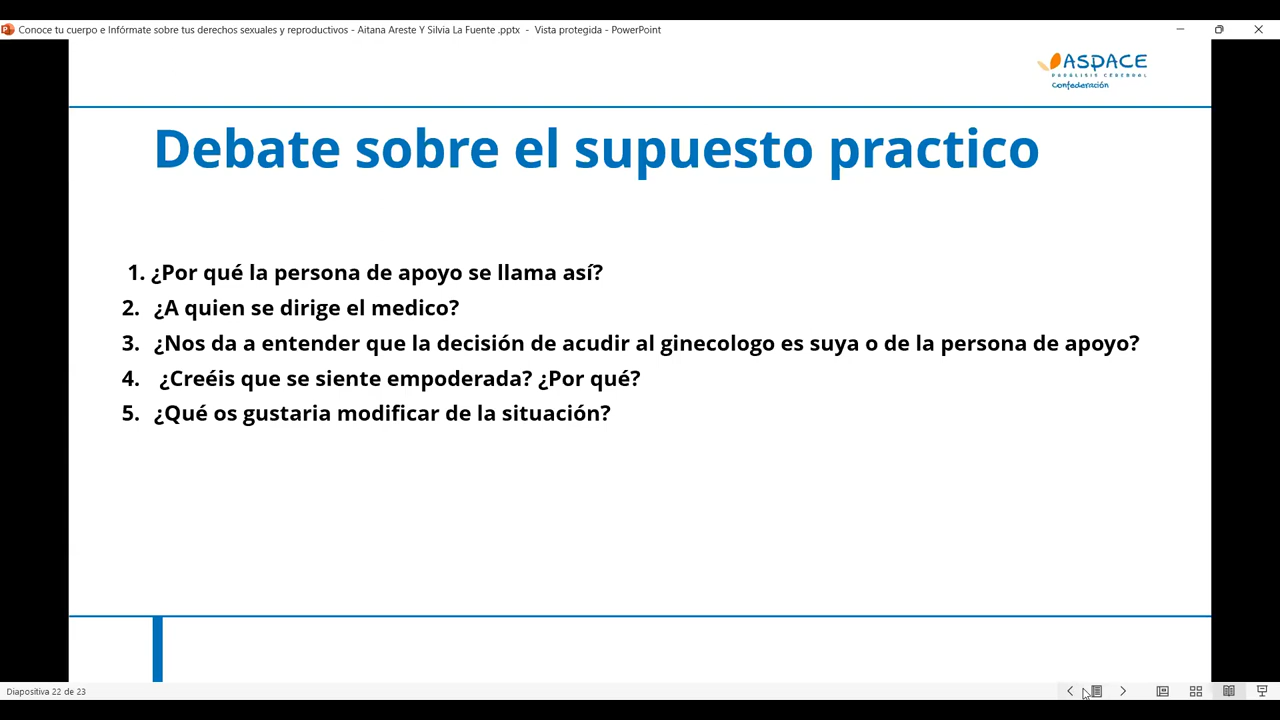 Conoce tu cuerpo e Infórmate sobre tus derechos sexuales y reproductivos - Aitana Areste Y Silvia La Fuente .pptx - Vista protegida - PowerPoint
ASPACE
PARÁLISIS CEREBRAL
Confederación
Debate sobre el supuesto practico
1. ¿Por qué la persona de apoyo se llama así?
2. ¿A quien se dirige el medico?
3. ¿Nos da a entender que la decisión de acudir al ginecologo es suya o de la persona de apoyo?
4. ¿Creéis que se siente empoderada? ¿Por qué?
5. ¿Qué os gustaria modificar de la situación?
Diapositiva 22 de 23